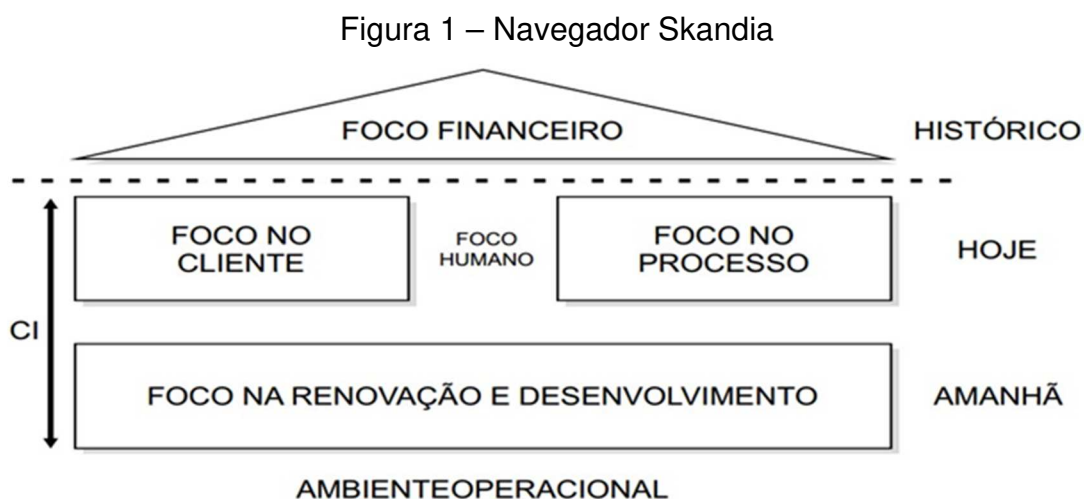 Figura 1 – Navegador Skandia
FOCO FINANCEIRO
HISTÓRICO
FOCO NO
CLIENTE
FOCO
HUMANO
FOCO NO
PROCESSO
HOJE
CI
FOCO NA RENOVAÇÃO E DESENVOLVIMENTO
AMANHÃ
AMBIENTEOPERACIONAL